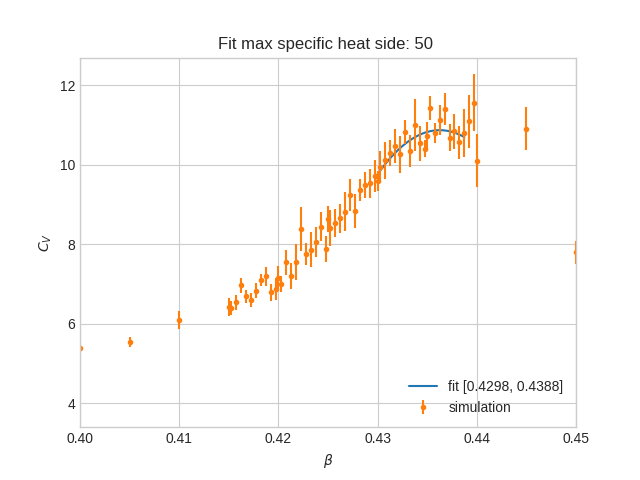 Fit max specific heat side: 50
12
10
8
6
4
C_V
0.40 0.41 0.42 0.43 0.44 0.45
β
fit [0.4298, 0.4388]
simulation